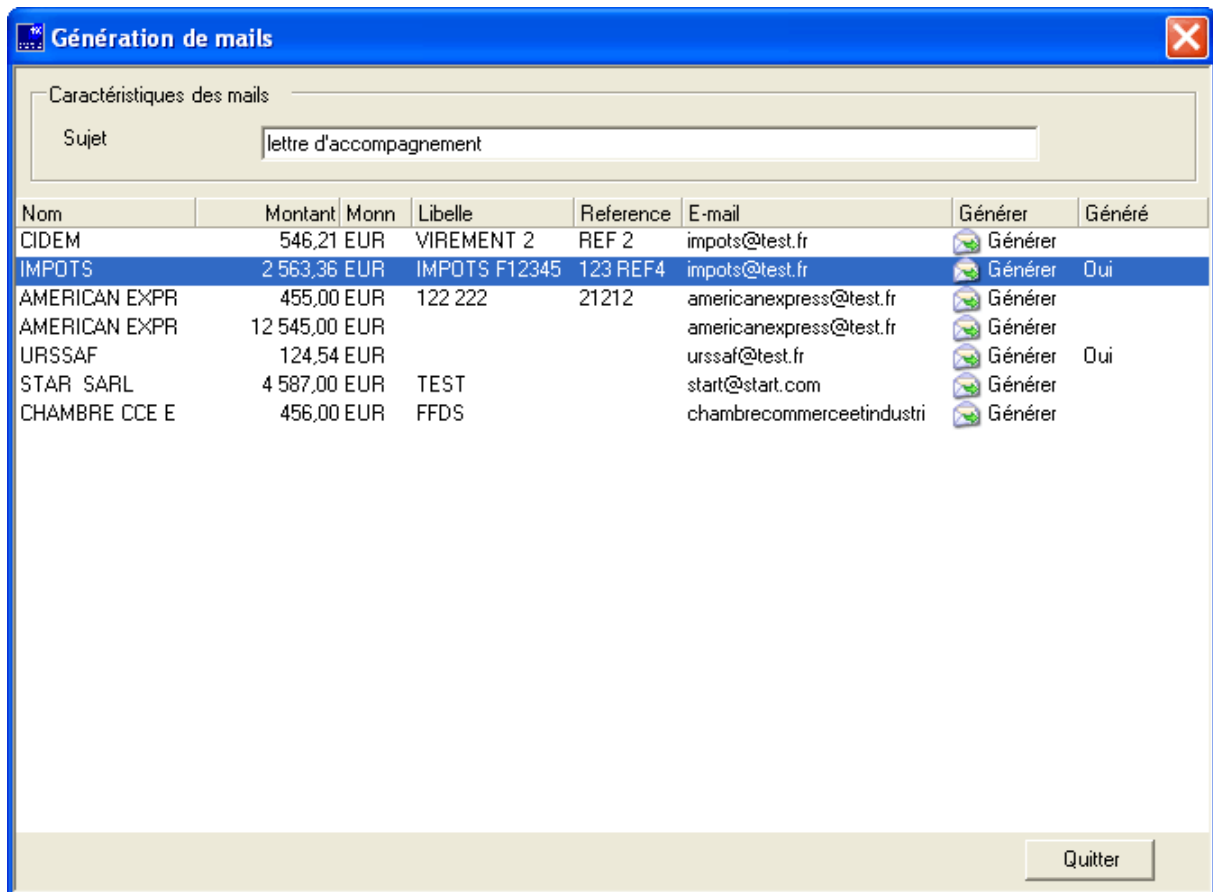 Génération de mails
Caractéristiques des mails
Sujet lettre d'accompagnement
Nom Montant Monn Libelle Reference E-mail Générer Généré
CIDEM 546,21 EUR VIREMENT 2 REF 2 impots@test.fr Générer
IMPOTS 2 563,36 EUR IMPOTS F12345 123 REF4 impots@test.fr Générer Oui
AMERICAN EXPR 455,00 EUR 122 222 21212 americanexpress@test.fr Générer
AMERICAN EXPR 12 545,00 EUR americanexpress@test.fr Générer
URSSAF 124,54 EUR urssaf@test.fr Générer Oui
STAR SARL 4 587,00 EUR TEST start@start.com Générer
CHAMBRE CCE E 456,00 EUR FFDS chambrecommerceetindustri Générer
Quitter